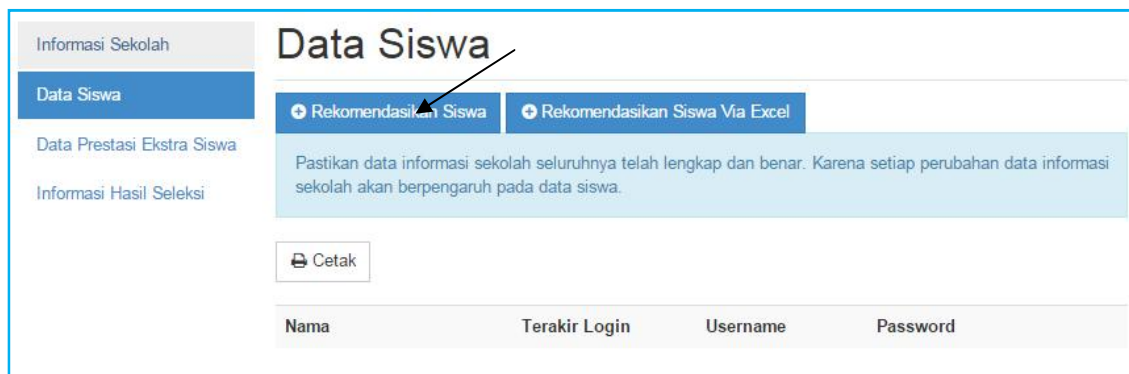 Informasi Sekolah
Data Siswa
Data Prestasi Ekstra Siswa
Informasi Hasil Seleksi
Data Siswa
Rekomendasikan Siswa
Rekomendasikan Siswa Via Excel
Pastikan data informasi sekolah seluruhnya telah lengkap dan benar. Karena setiap perubahan data informasi
sekolah akan berpengaruh pada data siswa.
Cetak
Nama Terakir Login Username Password